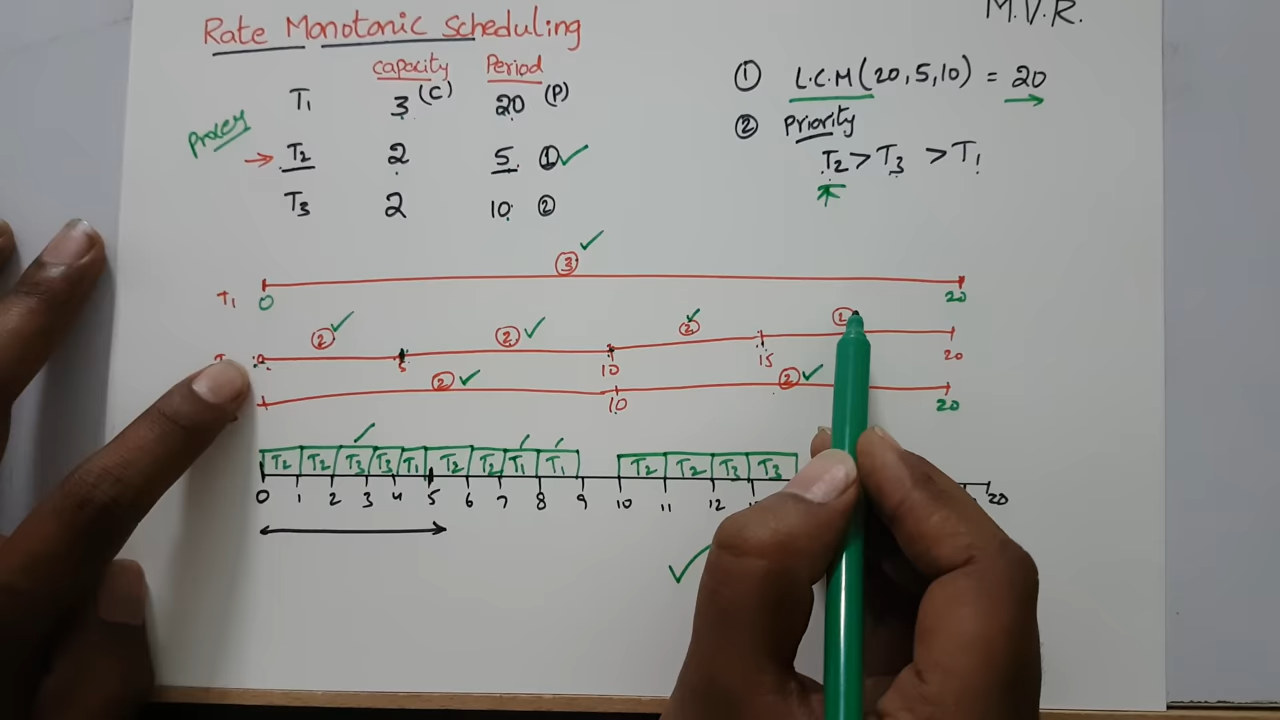 M.V.R.
Rate Monotonic Scheduling
capacity Period
T1 3 (C) 20 (P)
T2 2 5 ①
T3 2 10 ②
① L.C.M(20,5,10) = 20
② Priority
T2 > T3 > T1
③
T1 0 20
② ② ② ②
0 5 10 15 20
② ②
10 20
T2 T2 T3 T3 T1 T2 T2 T1 T1 T2 T2 T3 T3
0 1 2 3 4 5 6 7 8 9 10 11 12 20